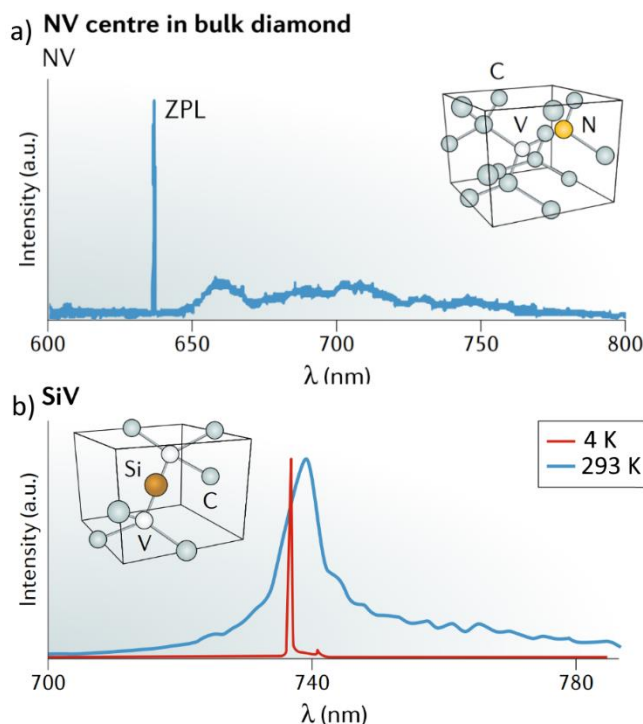 a) NV centre in bulk diamond
NV
ZPL
C
V
N
Intensity (a.u.)
600
650
700
750
800
λ (nm)
b) SiV
Si
C
V
4 K
293 K
Intensity (a.u.)
700
740
780
λ (nm)